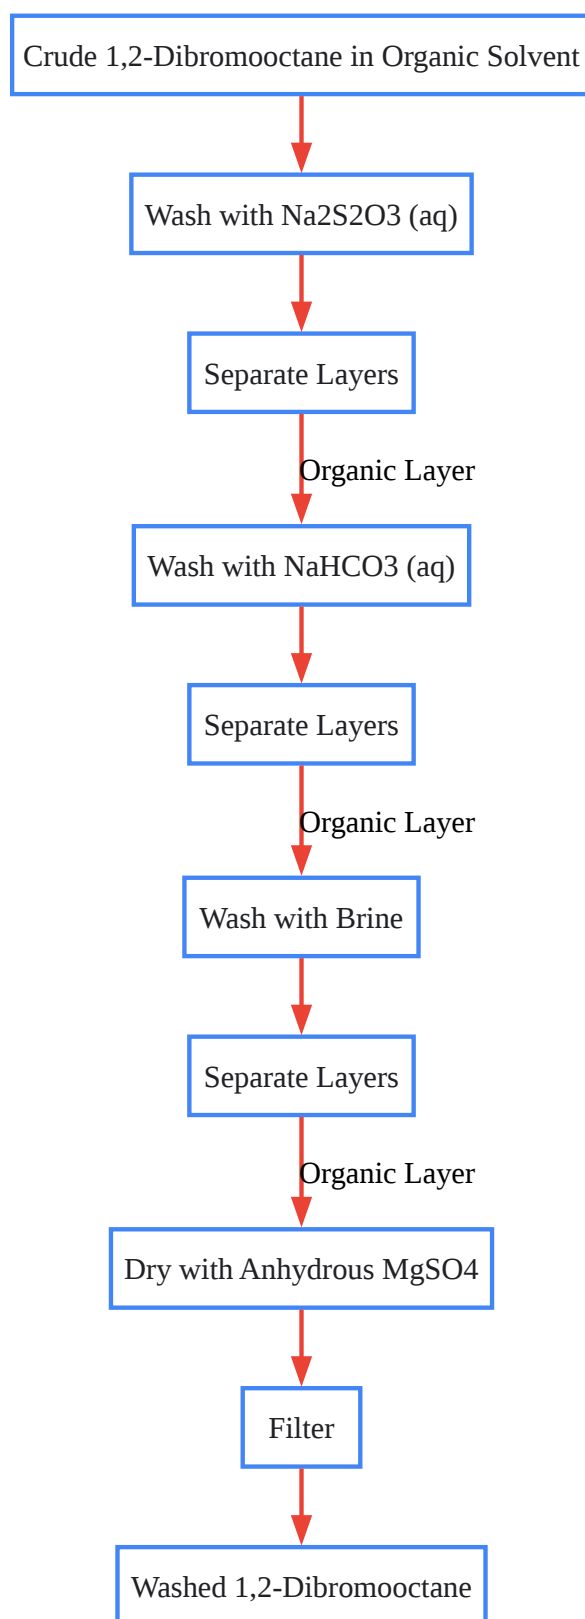 Crude 1,2-Dibromooctane in Organic Solvent
Wash with Na2S2O3 (aq)
Separate Layers
Organic Layer
Wash with NaHCO3 (aq)
Separate Layers
Organic Layer
Wash with Brine
Separate Layers
Organic Layer
Dry with Anhydrous MgSO4
Filter
Washed 1,2-Dibromooctane